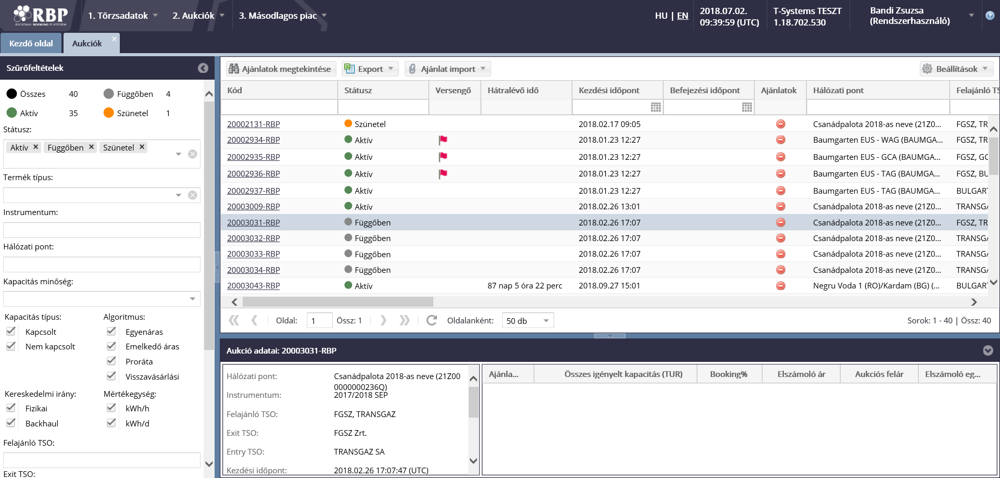 RBP
REGIONAL BOOKING PLATFORM
1. Törzsadatok
2. Aukciók
3. Másodlagos piac
HU | EN
2018.07.02.
09:39:59 (UTC)
T-Systems TESZT
1.18.702.530
Bandi Zsuzsa
(Rendszerhasználó)
Kezdő oldal
Aukciók
Szűrőfeltételek
Összes 40 Függőben 4
Aktív 35 Szünetel 1
Státusz:
Aktív Függőben Szünetel
Termék típus:
Instrumentum:
Hálózati pont:
Kapacitás minőség:
Kapacitás típus: Algoritmus:
Kapcsolt Egyenáras
Nem kapcsolt Emelkedő áras
Proráta
Visszavásárlási
Kereskedelmi irány: Mértékegység:
Fizikai kWh/h
Backhaul kWh/d
Felajánló TSO:
Exit TSO:
Ajánlatok megtekintése Export Ajánlat import Beállítások
Kód Státusz Versengő Hátralévő idő Kezdési időpont Befejezési időpont Ajánlatok Hálózati pont Felajánló TS
20002131-RBP Szünetel 2018.02.17 09:05 Csanádpalota 2018-as neve (21Z0... FGSZ, TR
20002934-RBP Aktív 2018.01.23 12:27 Baumgarten EUS - WAG (BAUMGA... FGSZ, TR
20002935-RBP Aktív 2018.01.23 12:27 Baumgarten EUS - GCA (BAUMGA... FGSZ, GC
20002936-RBP Aktív 2018.01.23 12:27 Baumgarten EUS - TAG (BAUMGA... FGSZ, BU
20002937-RBP Aktív 2018.01.23 12:27 Baumgarten EUS - TAG (BAUMGA... BULGART
20003009-RBP Aktív 2018.02.26 13:01 Csanádpalota 2018-as neve (21Z0... TRANSGA
20003031-RBP Függőben 2018.02.26 17:07 Csanádpalota 2018-as neve (21Z0... FGSZ, TR
20003032-RBP Függőben 2018.02.26 17:07 Csanádpalota 2018-as neve (21Z0... TRANSGA
20003033-RBP Függőben 2018.02.26 17:07 Csanádpalota 2018-as neve (21Z0... TRANSGA
20003034-RBP Függőben 2018.02.26 17:07 Csanádpalota 2018-as neve (21Z0... TRANSGA
20003043-RBP Aktív 87 nap 5 óra 22 perc 2018.09.27 15:01 Negru Voda 1 (RO)/Kardam (BG) (... BULGART
Oldal: 1 Össz: 1 Oldalanként: 50 db Sorok: 1 - 40 | Össz: 40
Aukció adatai: 20003031-RBP
Hálózati pont: Csanádpalota 2018-as neve (21Z00
0000000236Q)
Instrumentum: 2017/2018 SEP
Felajánló TSO: FGSZ, TRANSGAZ
Exit TSO: FGSZ Zrt.
Entry TSO: TRANSGAZ SA
Kezdési időpont: 2018.02.26 17:07:47 (UTC)
Ajánla... Összes igényelt kapacitás (TUR) Booking% Elszámoló ár Aukciós felár Elszámoló eg...